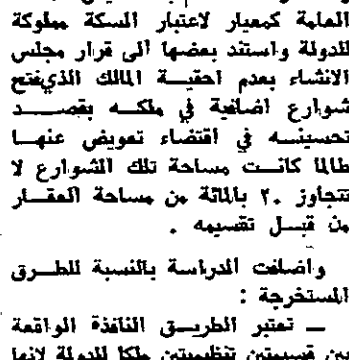 العامة كمعيار لاعتبار السكة مملوكة
للدولة واستند بعضها الى قرار مجلس
الانشاء بعدم احقية المالك الذي يفتح
شوارع اضافية في ملكه بقصد
تحسينه في اقتضاء تعويض عنها
طالما كانت مساحة تلك الشوارع لا
تتجاوز ٢٠ بالمائة من مساحة العقار
من قبل تقسيمه .
واضافت الدراسة بالنسبة للطرق
المستخرجة :
ــ تعتبر الطريق النافذة الواقعة
بين قسيمتين تنظيميتين ملكا للدولة لانها